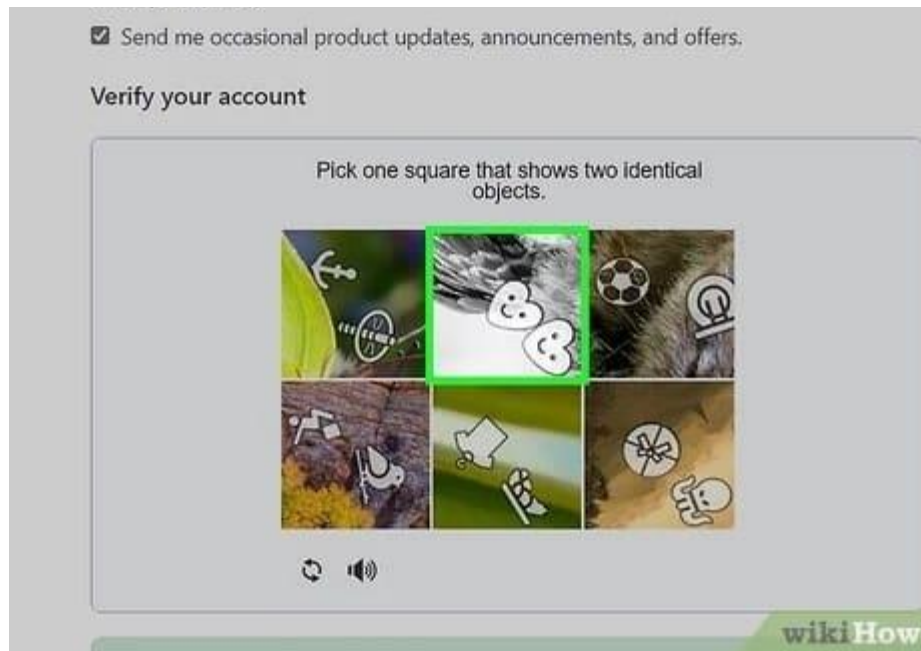 Send me occasional product updates, announcements, and offers.
Verify your account
Pick one square that shows two identical
objects.
wikiHow